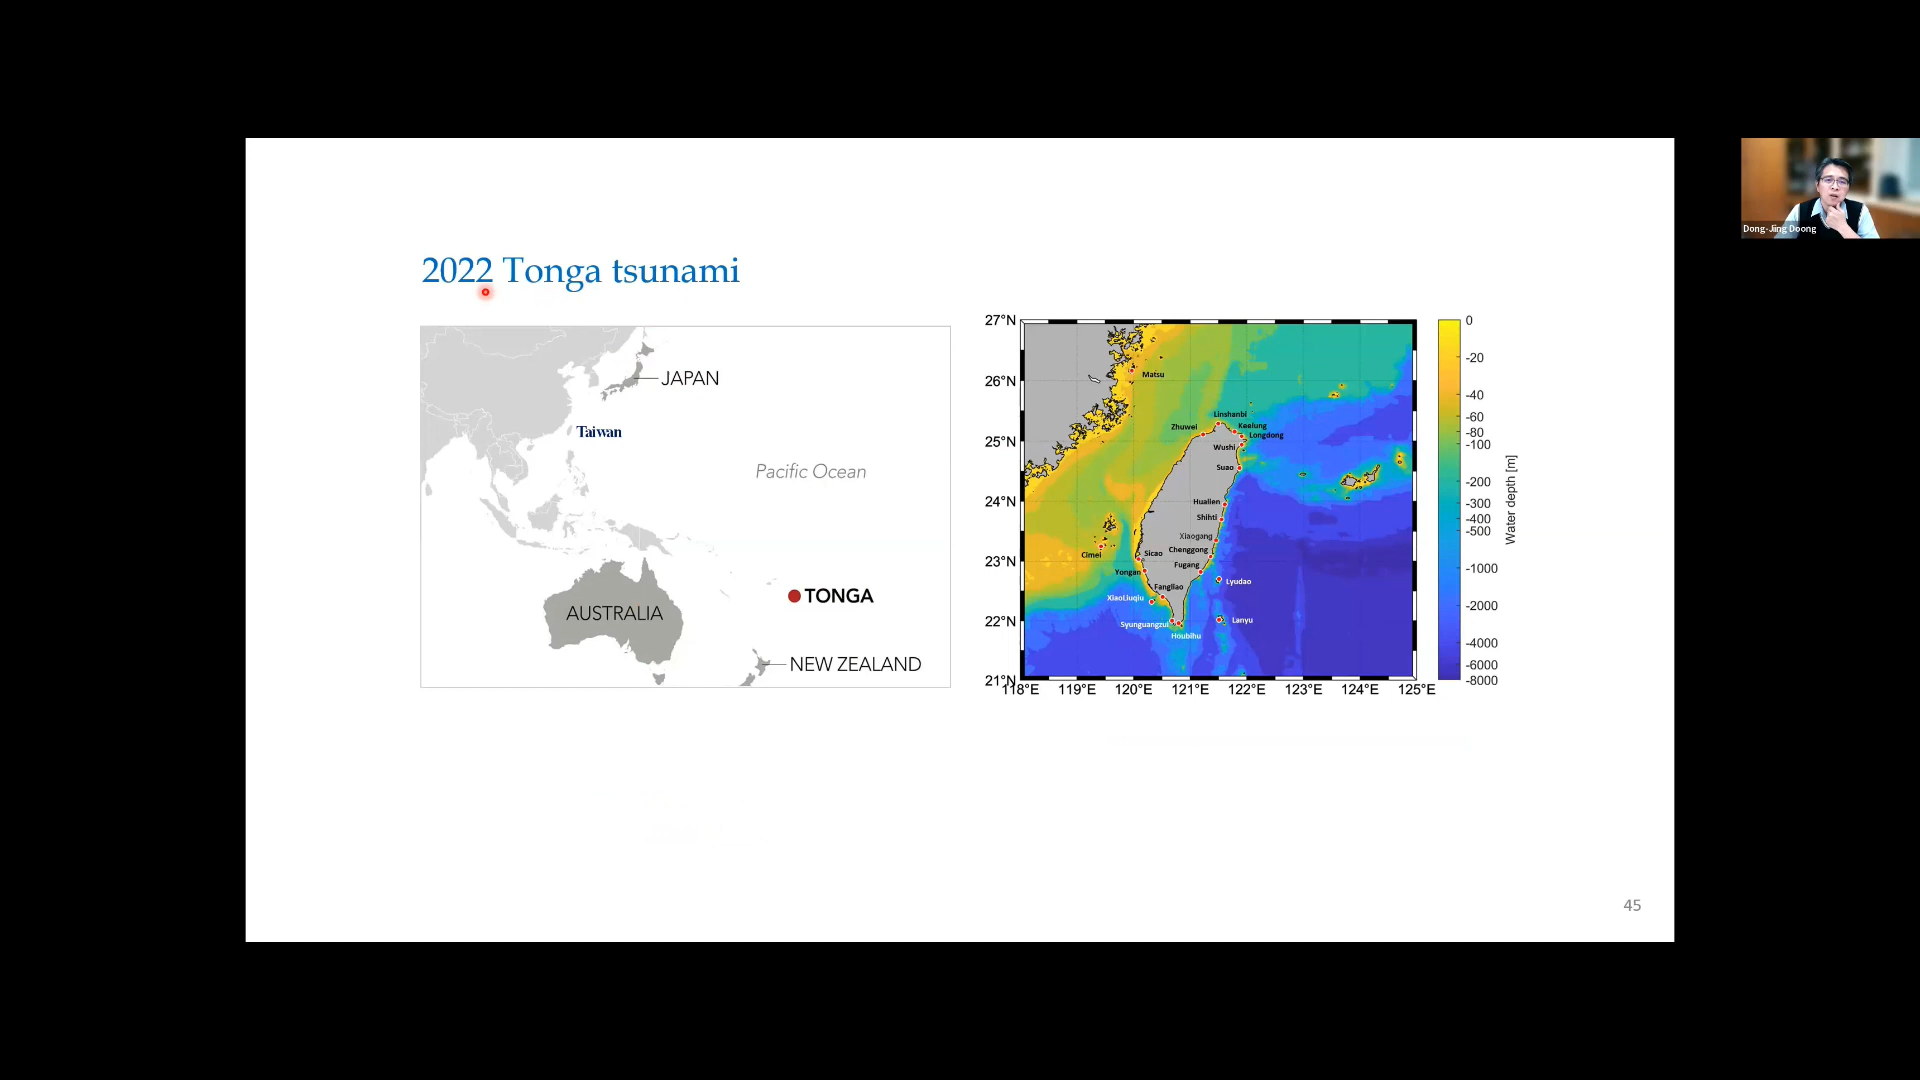 2022 Tonga tsunami
JAPAN
Taiwan
Pacific Ocean
TONGA
AUSTRALIA
NEW ZEALAND
27°N
26°N
25°N
24°N
23°N
22°N
21°N
118°E 119°E 120°E 121°E 122°E 123°E 124°E 125°E
Matsu
Linshanbi
Zhuwei
Keelung
Longdong
Wushi
Suao
Hualien
Shihti
Xiaogang
Chenggong
Cimei
Sicao
Fugang
Yongan
Lyudao
Fangliao
XiaoLiuqiu
Lanyu
Syunguangzui
Houbihu
0
-20
-40
-60
-80
-100
-200
-300
-400
-500
-1000
-2000
-4000
-6000
-8000
Water depth [m]
45
Dong-Jiing Doong